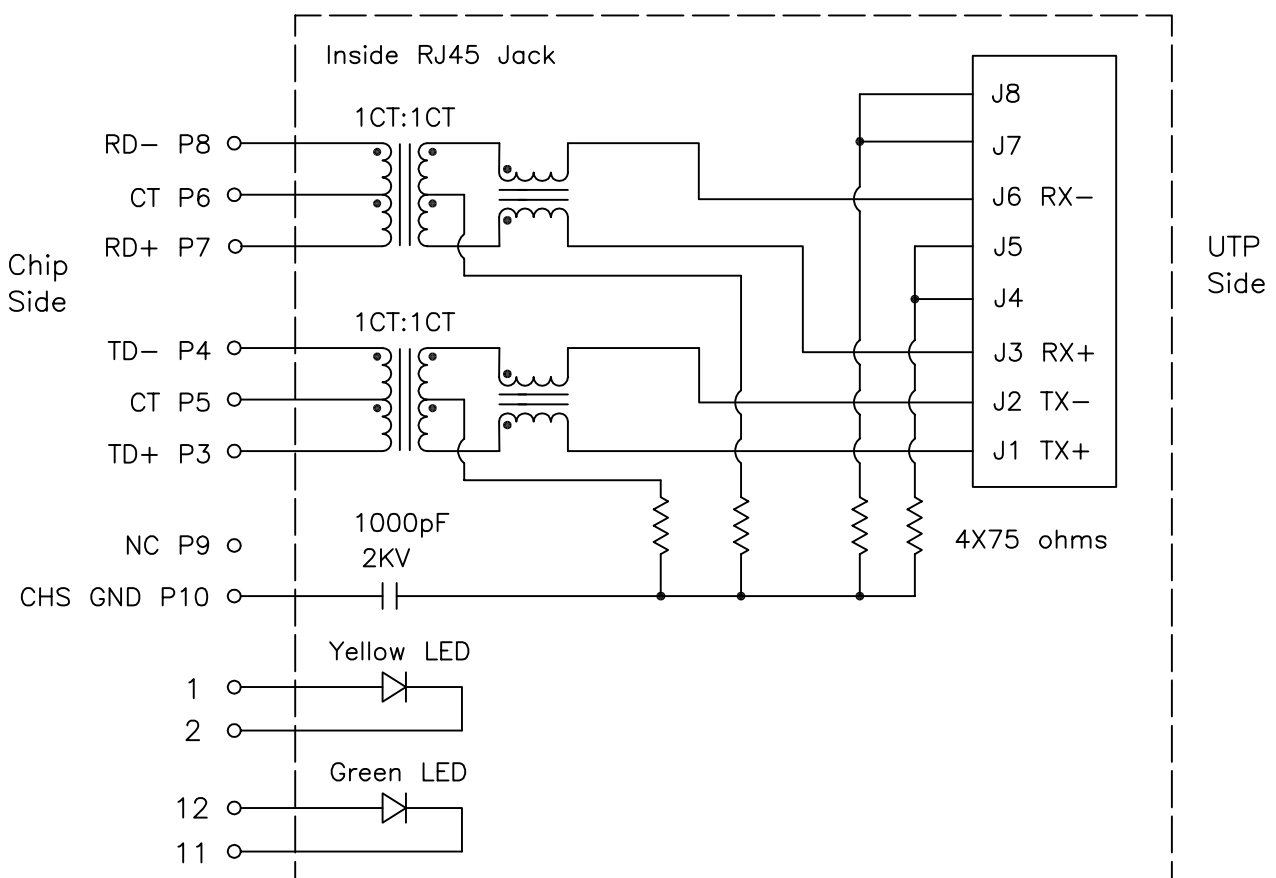 Inside RJ45 Jack
1CT:1CT
RD- P8
CT P6
RD+ P7
Chip
Side
1CT:1CT
TD- P4
CT P5
TD+ P3
J8
J7
J6 RX-
J5
J4
J3 RX+
J2 TX-
J1 TX+
UTP
Side
1000pF
2KV
4X75 ohms
NC P9
CHS GND P10
Yellow LED
1
2
Green LED
12
11